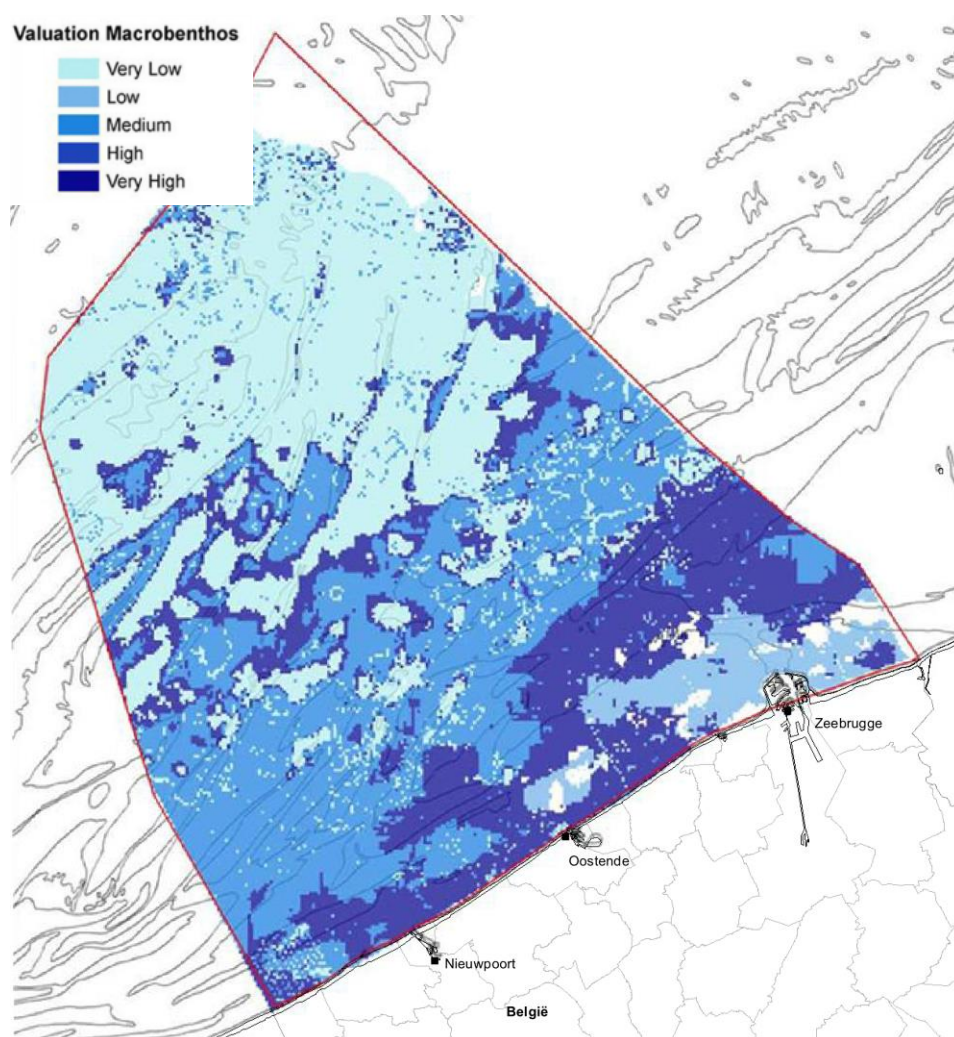 Valuation Macrobenthos
Very Low
Low
Medium
High
Very High
Zeebrugge
Oostende
Nieuwpoort
België